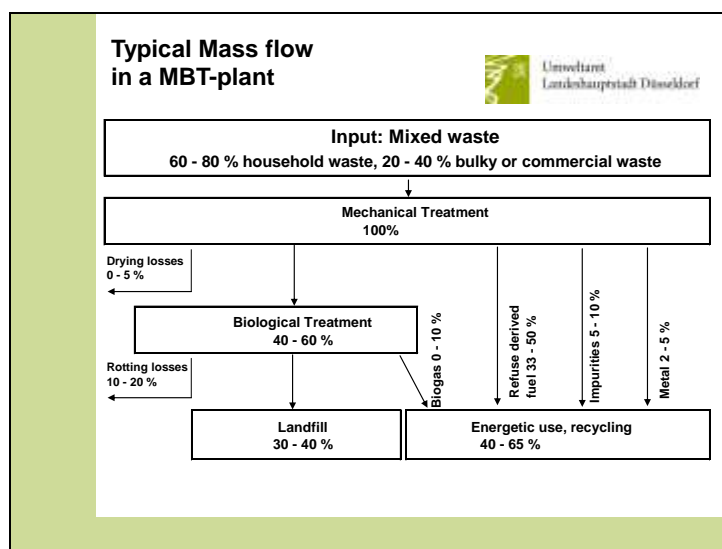 Typical Mass flow
in a MBT-plant
Umweltamt
Landeshauptstadt Düsseldorf
Input: Mixed waste
60 - 80 % household waste, 20 - 40 % bulky or commercial waste
Mechanical Treatment
100%
Drying losses
0 - 5 %
Biological Treatment
40 - 60 %
Rotting losses
10 - 20 %
Biogas 0 - 10 %
Refuse derived
fuel 33 - 50 %
Impurities 5 - 10 %
Metal 2 - 5 %
Landfill
30 - 40 %
Energetic use, recycling
40 - 65 %